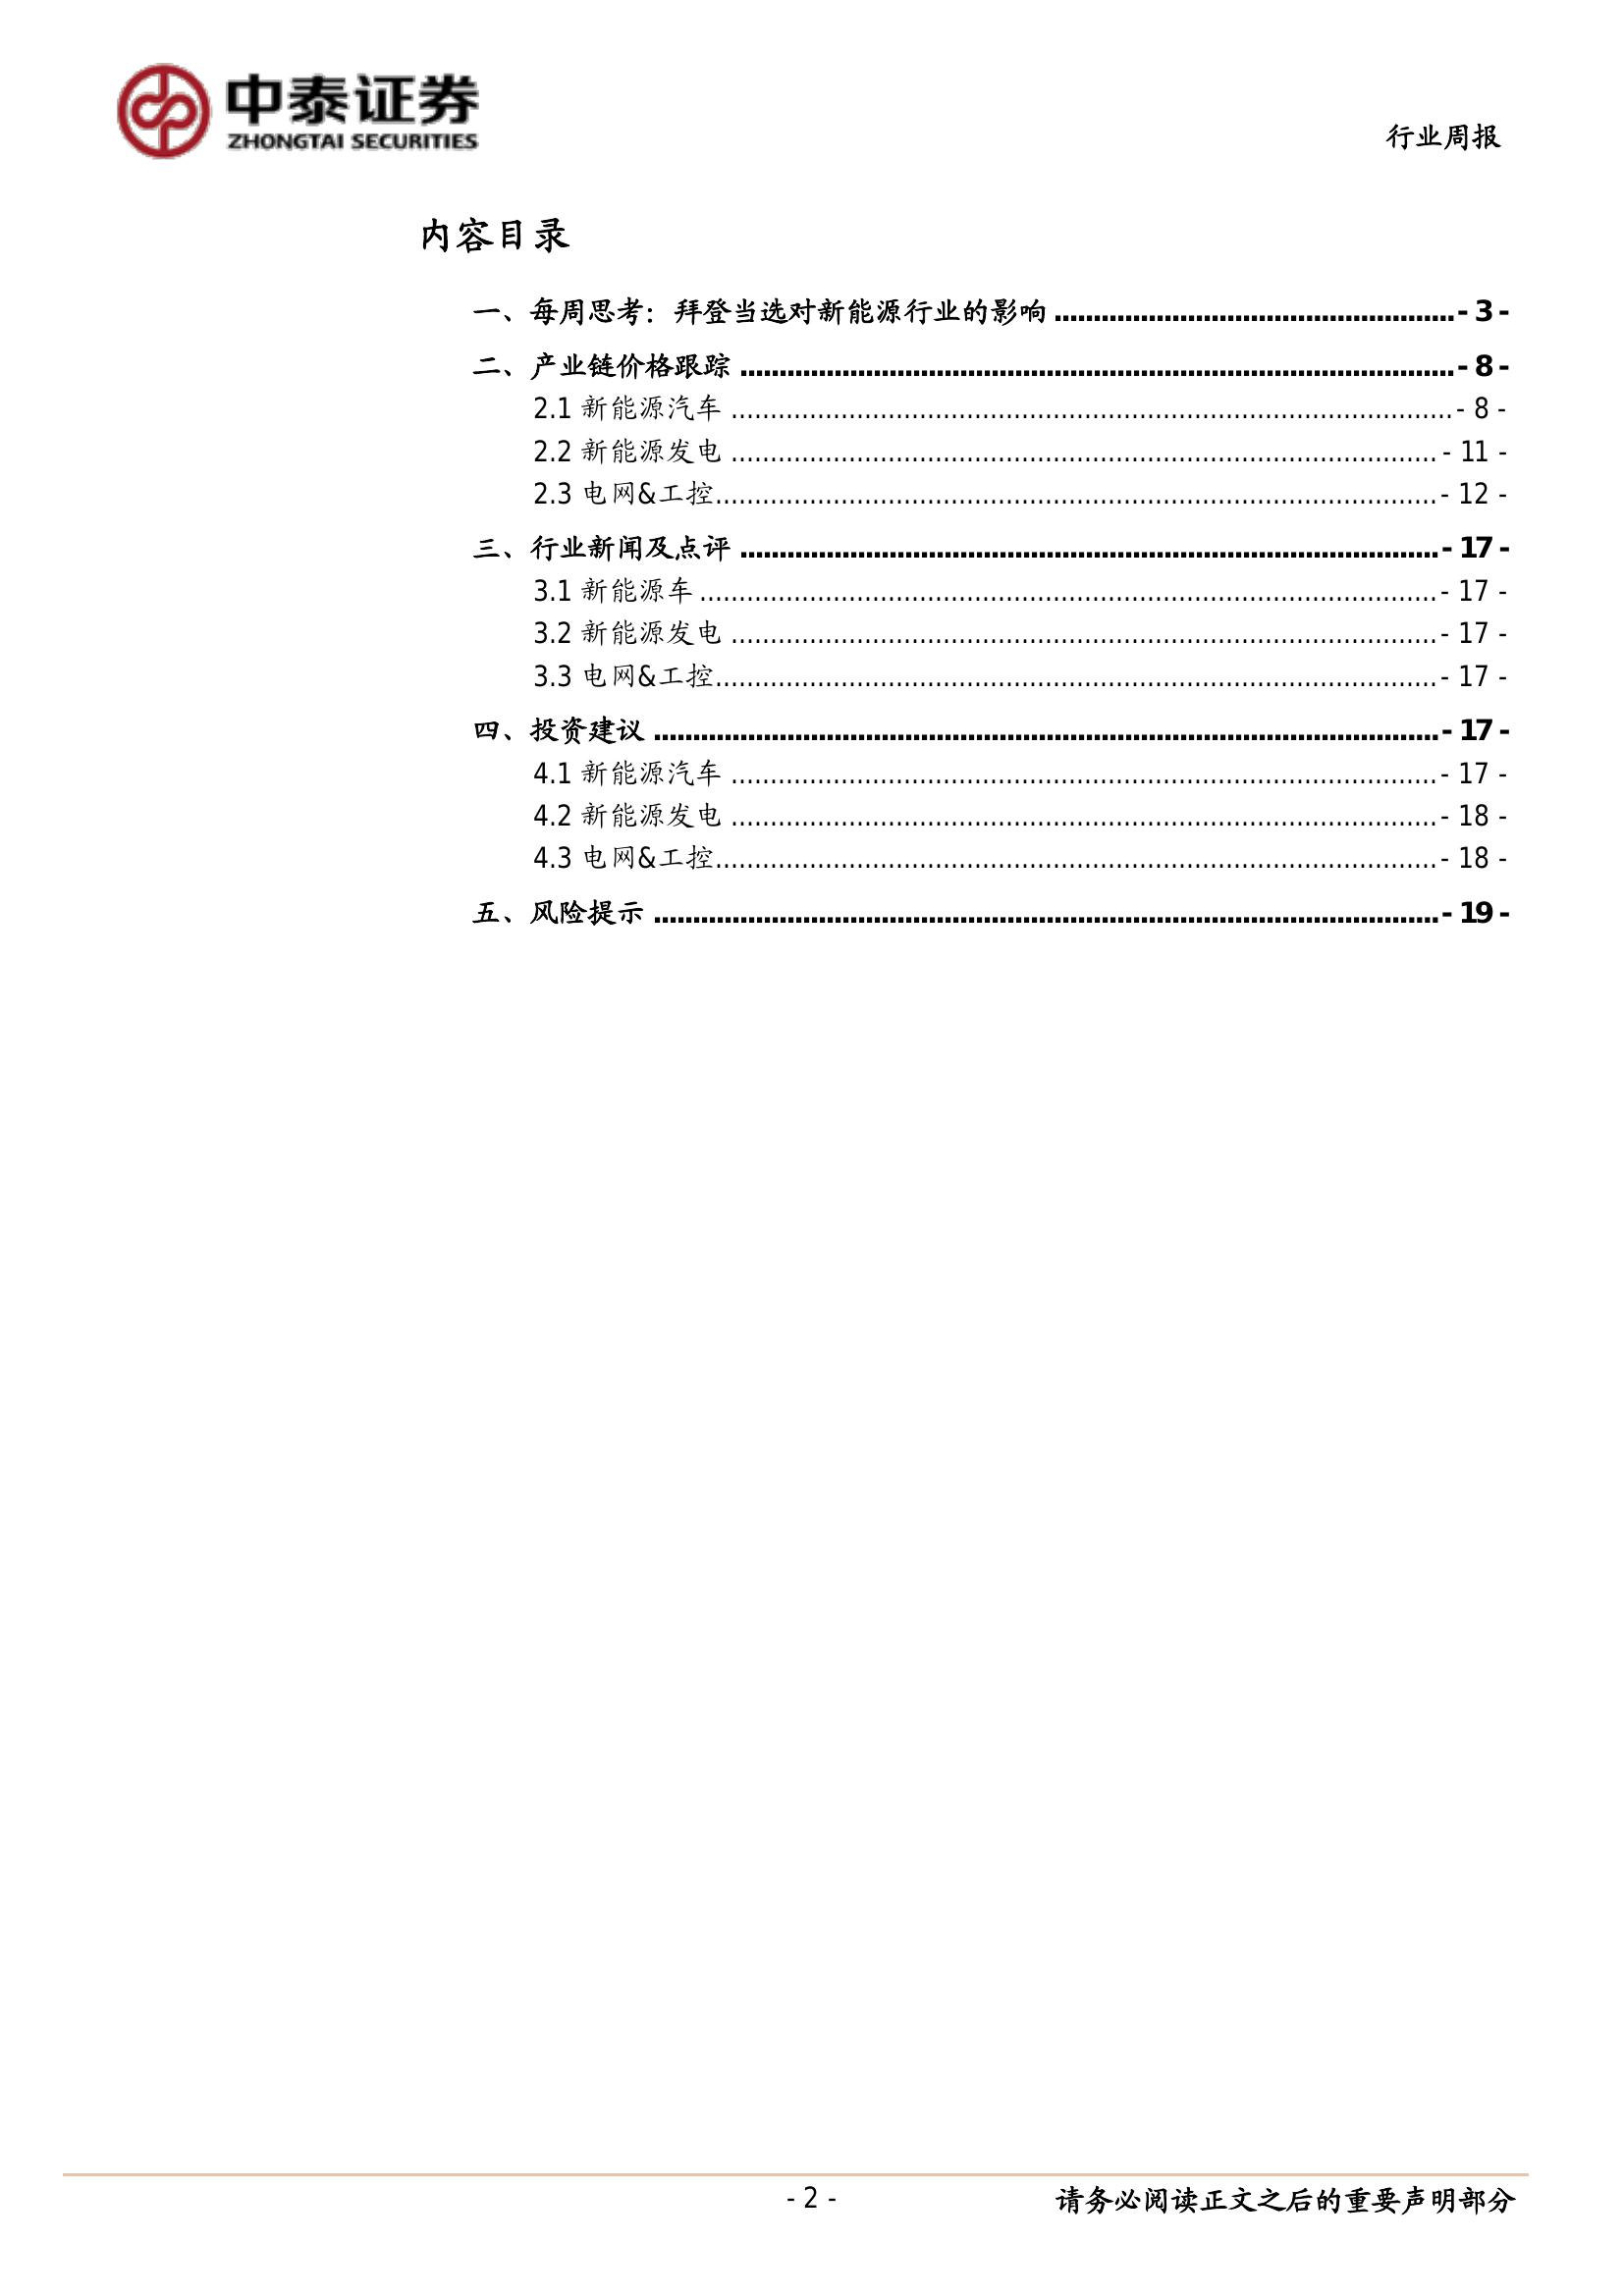 中泰证券
ZHONGTAI SECURITIES
行业周报
内容目录
一、每周思考：拜登当选对新能源行业的影响 ........................................................ - 3 -
二、产业链价格跟踪 ........................................................ - 8 -
2.1 新能源汽车 ........................................................ - 8 -
2.2 新能源发电 ........................................................ - 11 -
2.3 电网&工控 ........................................................ - 12 -
三、行业新闻及点评 ........................................................ - 17 -
3.1 新能源车 ........................................................ - 17 -
3.2 新能源发电 ........................................................ - 17 -
3.3 电网&工控 ........................................................ - 17 -
四、投资建议 ........................................................ - 17 -
4.1 新能源汽车 ........................................................ - 17 -
4.2 新能源发电 ........................................................ - 18 -
4.3 电网&工控 ........................................................ - 18 -
五、风险提示 ........................................................ - 19 -
- 2 -
请务必阅读正文之后的重要声明部分